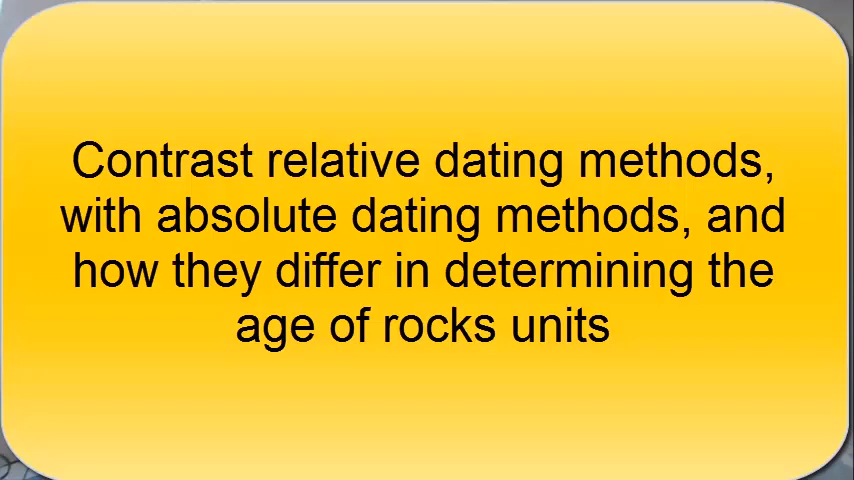 Contrast relative dating methods,
with absolute dating methods, and
how they differ in determining the
age of rocks units